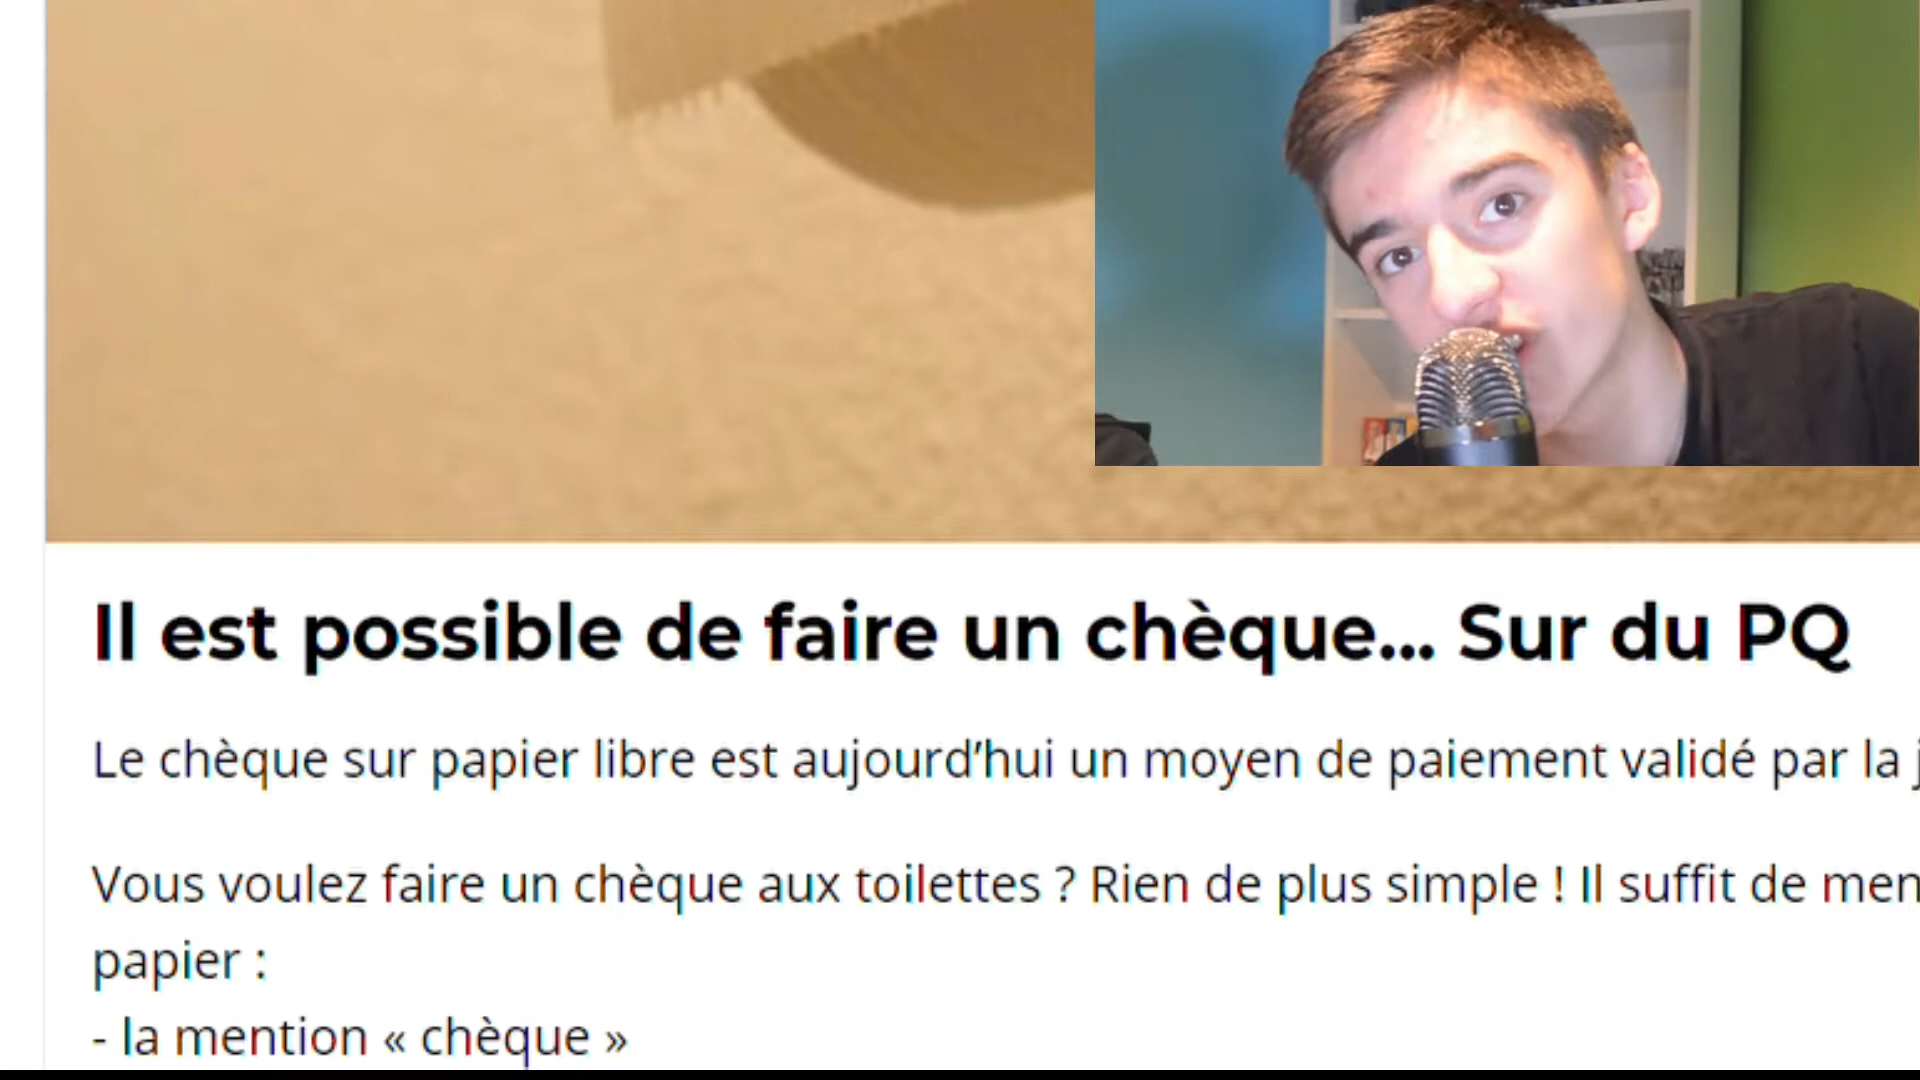 Il est possible de faire un chèque... Sur du PQ
Le chèque sur papier libre est aujourd’hui un moyen de paiement validé par la
Vous voulez faire un chèque aux toilettes ? Rien de plus simple ! Il suffit de
papier :
- la mention « chèque »